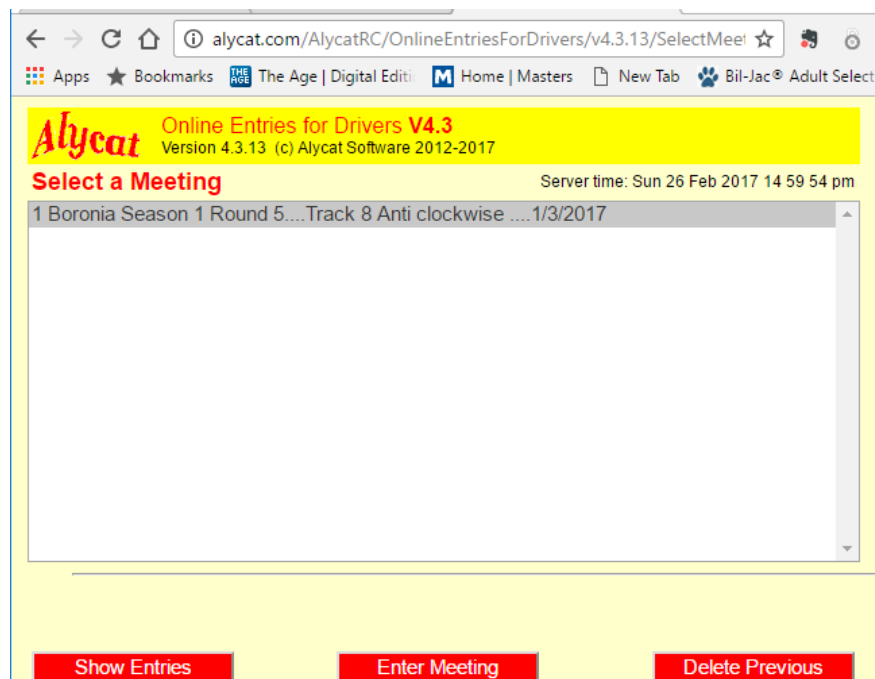 alycat.com/AlycatRC/OnlineEntriesForDrivers/v4.3.13/SelectMeet
Apps Bookmarks THE AGE The Age | Digital Editi M Home | Masters New Tab Bil-Jac® Adult Select
Alycat
Online Entries for Drivers V4.3
Version 4.3.13 (c) Alycat Software 2012-2017
Select a Meeting Server time: Sun 26 Feb 2017 14 59 54 pm
1 Boronia Season 1 Round 5....Track 8 Anti clockwise ....1/3/2017
Show Entries Enter Meeting Delete Previous